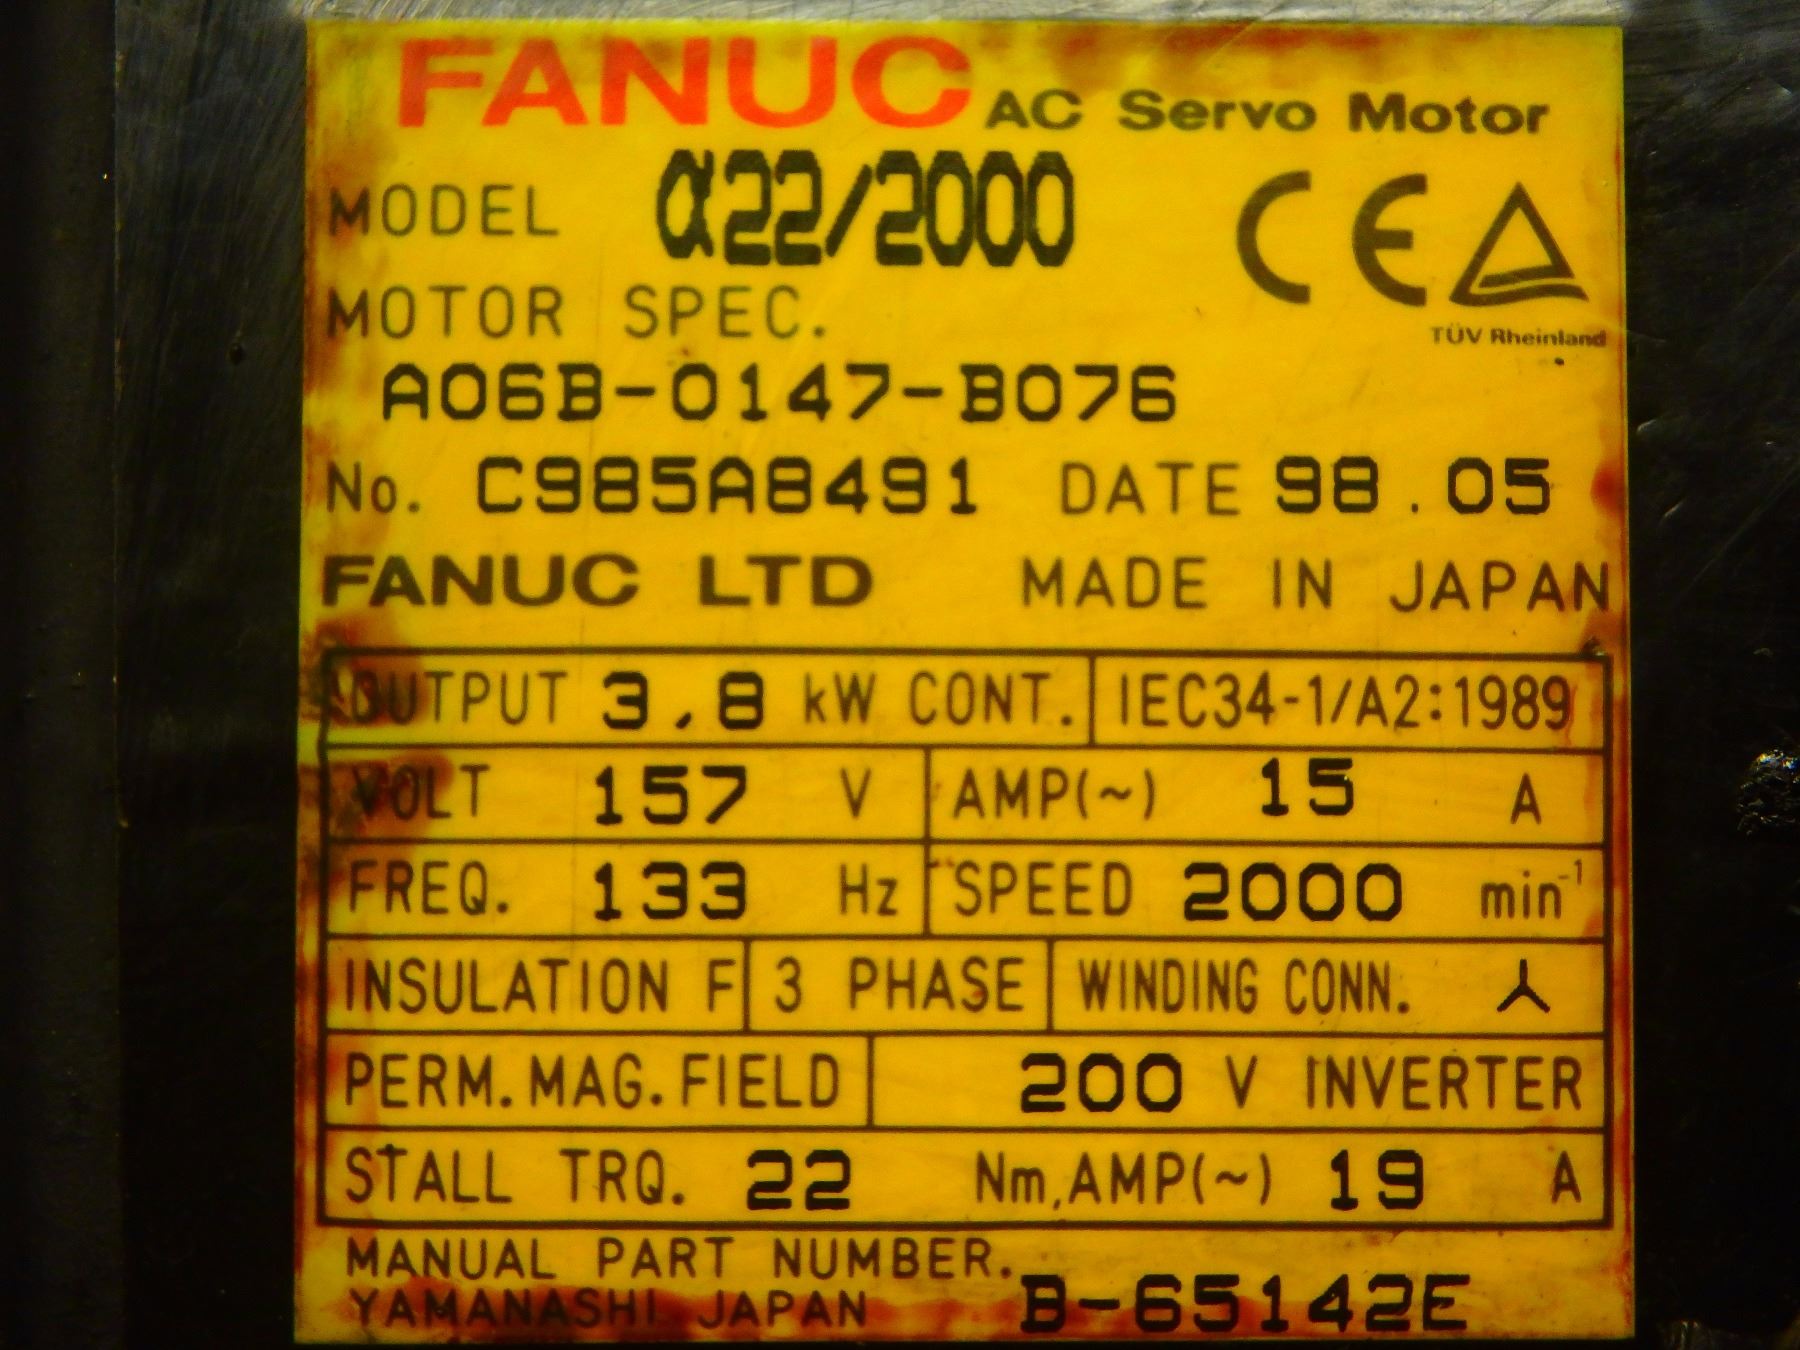 FANUC AC Servo Motor
MODEL α22/2000 CE
TÜV Rheinland
MOTOR SPEC.
A06B-0147-B076
No. C985A8491 DATE 98.05
FANUC LTD MADE IN JAPAN
OUTPUT 3.8 kW CONT. IEC34-1/A2:1989
VOLT 157 V AMP(~) 15 A
FREQ. 133 Hz SPEED 2000 min⁻¹
INSULATION F 3 PHASE WINDING CONN.
PERM. MAG. FIELD 200 V INVERTER
STALL TRQ. 22 Nm, AMP(~) 19 A
MANUAL PART NUMBER.
YAMANASHI JAPAN B-65142E